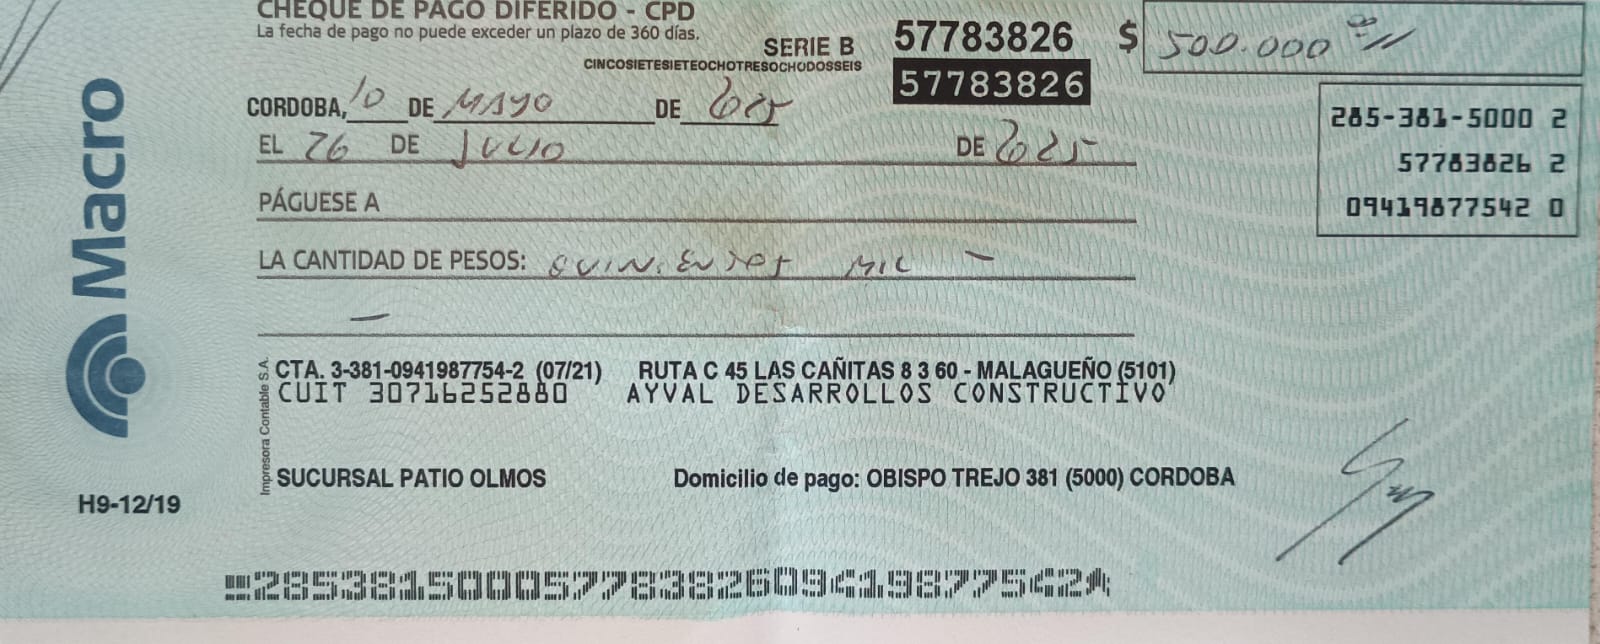 CHEQUE DE PAGO DIFERIDO - CPD
La fecha de pago no puede exceder un plazo de 360 días.
SERIE B 57783826 $ 500.000
CINCOSIETESIETEOCHOTRESOCHODOSSEIS
57783826
CORDOBA, 10 DE MAYO DE 2025
EL 26 DE JULIO DE 2025
285-381-5000 2
57783826 2
09419877542 0
PÁGUESE A
LA CANTIDAD DE PESOS: QUINIENTOS MIL -
-
CTA. 3-381-0941987754-2 (07/21) RUTA C 45 LAS CAÑITAS 8 3 60 - MALAGUEÑO (5101)
CUIT 30716252880 AYVAL DESARROLLOS CONSTRUCTIVO
SUCURSAL PATIO OLMOS Domicilio de pago: OBISPO TREJO 381 (5000) CORDOBA
Impresora Contable S.A.
Macro
H9-12/19
28538150005778382609419877542